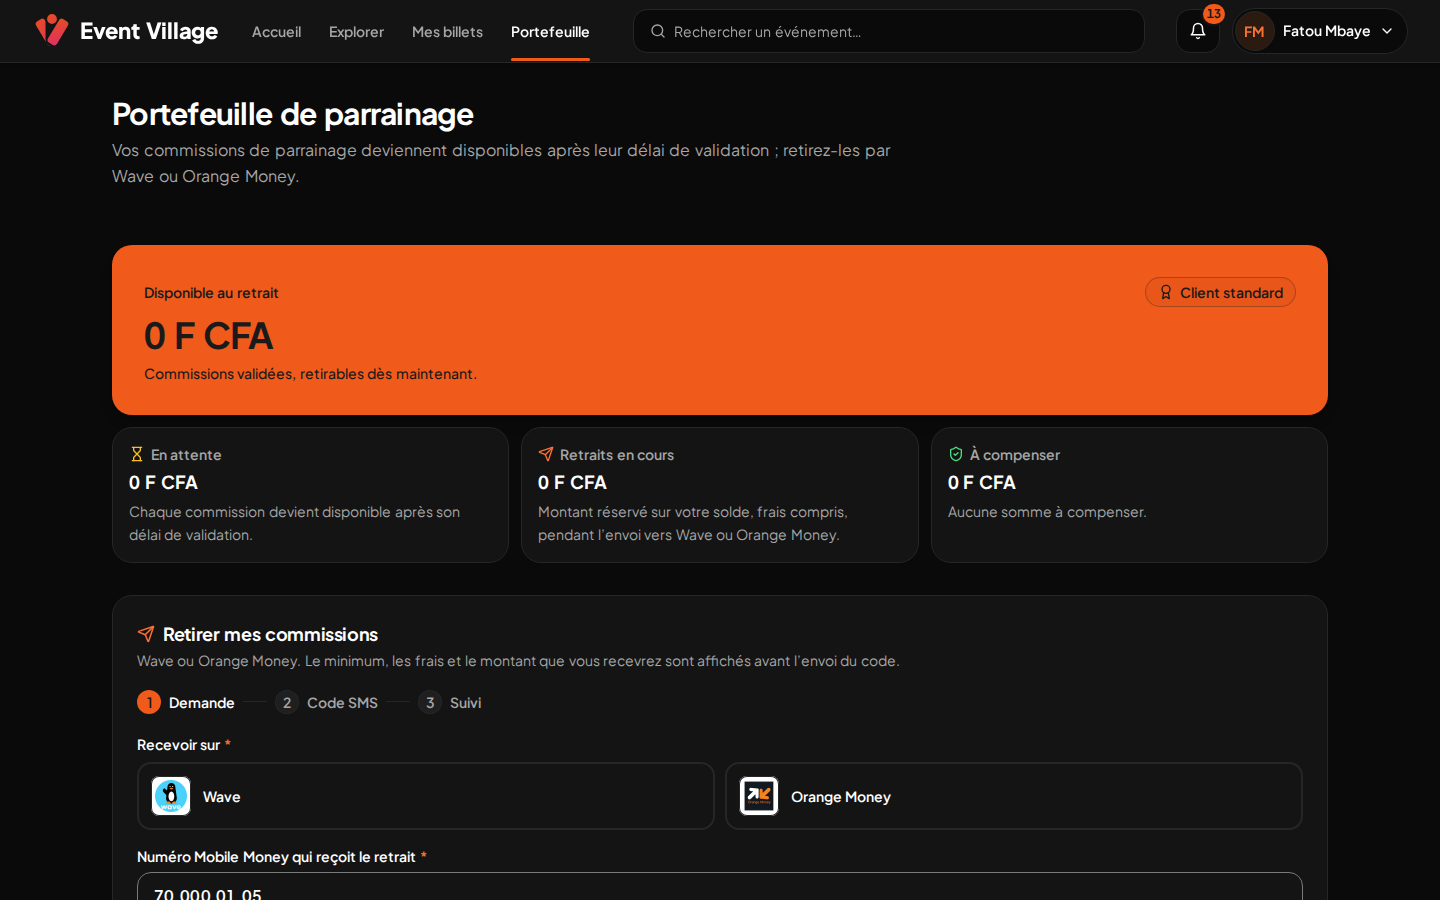 Event Village
Accueil
Explorer
Mes billets
Portefeuille
Rechercher un événement…
13
FM
Fatou Mbaye
Portefeuille de parrainage
Vos commissions de parrainage deviennent disponibles après leur délai de validation ; retirez-les par
Wave ou Orange Money.
Disponible au retrait
Client standard
0 F CFA
Commissions validées, retirables dès maintenant.
En attente
0 F CFA
Chaque commission devient disponible après son
délai de validation.
Retraits en cours
0 F CFA
Montant réservé sur votre solde, frais compris,
pendant l'envoi vers Wave ou Orange Money.
À compenser
0 F CFA
Aucune somme à compenser.
Retirer mes commissions
Wave ou Orange Money. Le minimum, les frais et le montant que vous recevrez sont affichés avant l'envoi du code.
1 Demande
2 Code SMS
3 Suivi
Recevoir sur *
wave
Wave
Orange Money
Orange Money
Numéro Mobile Money qui reçoit le retrait *
70 000 01 05